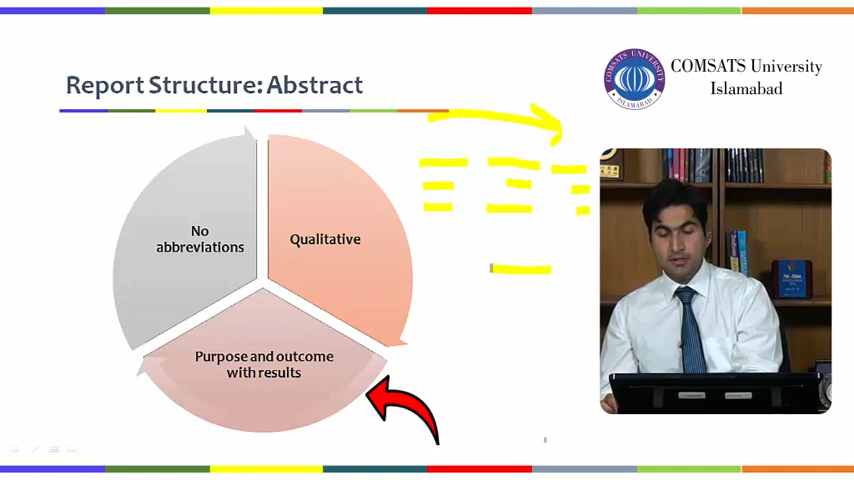 Report Structure: Abstract
COMSATS University
Islamabad
COMSATS UNIVERSITY
ISLAMABAD
No
abbreviations
Qualitative
Purpose and outcome
with results